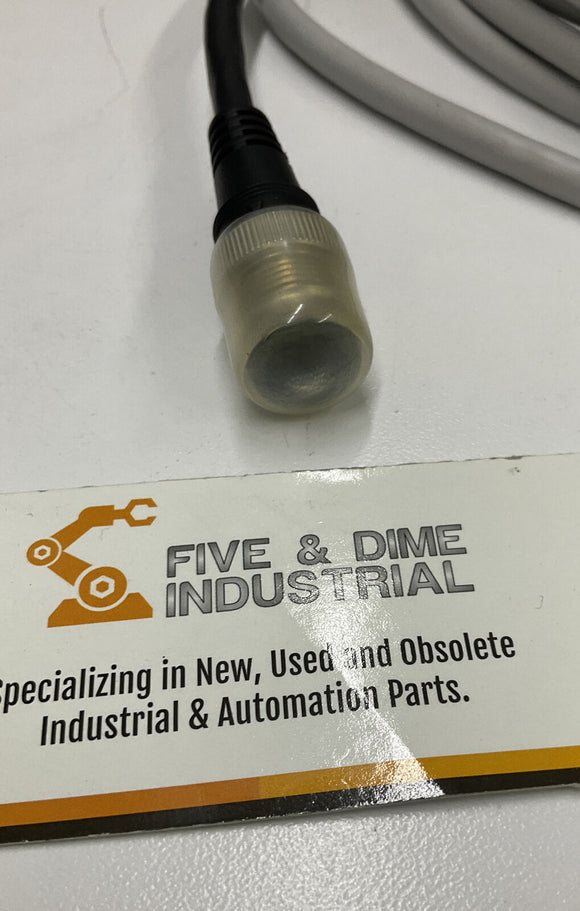 FIVE & DIME
INDUSTRIAL
Specializing in New, Used and Obsolete
Industrial & Automation Parts.